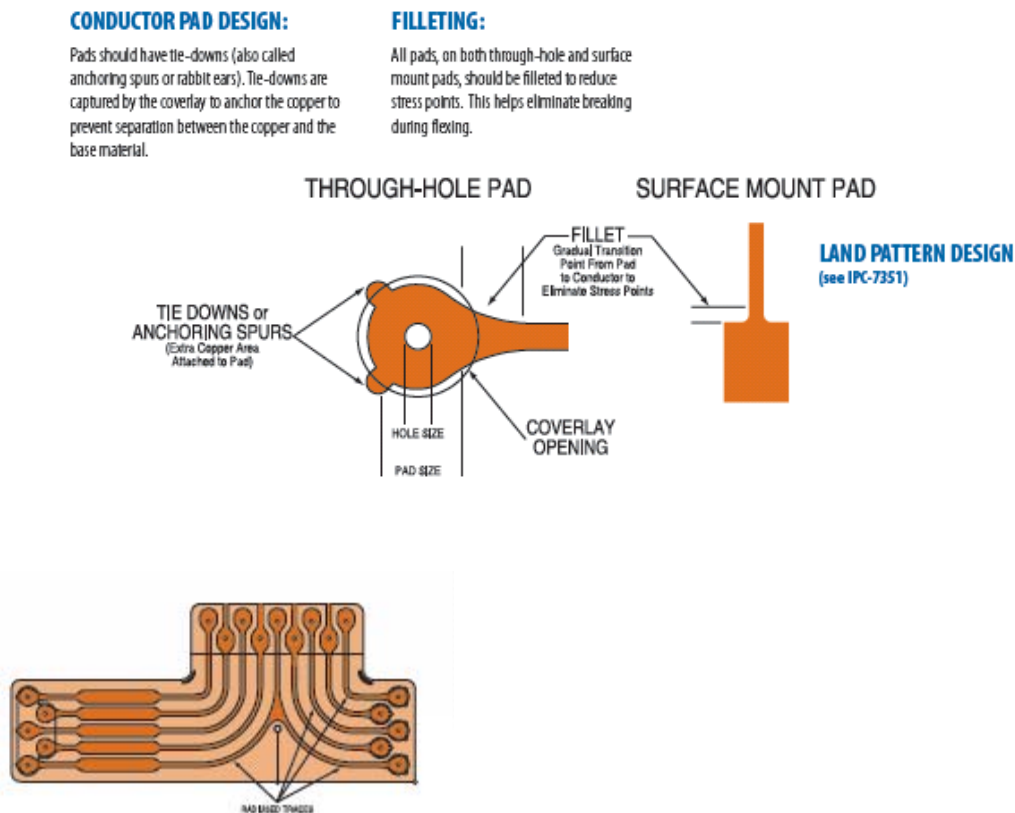 CONDUCTOR PAD DESIGN:
Pads should have tie-downs (also called
anchoring spurs or rabbit ears). Tie-downs are
captured by the coverlay to anchor the copper to
prevent separation between the copper and the
base material.
FILLETING:
All pads, on both through-hole and surface
mount pads, should be filleted to reduce
stress points. This helps eliminate breaking
during flexing.
THROUGH-HOLE PAD
SURFACE MOUNT PAD
FILLET
Gradual Transition
Point From Pad
to Conductor to
Eliminate Stress Points
LAND PATTERN DESIGN
(see IPC-7351)
TIE DOWNS or
ANCHORING SPURS
(Extra Copper Area
Attached to Pad)
HOLE SIZE
PAD SIZE
COVERLAY
OPENING
RADIUSED TRACES